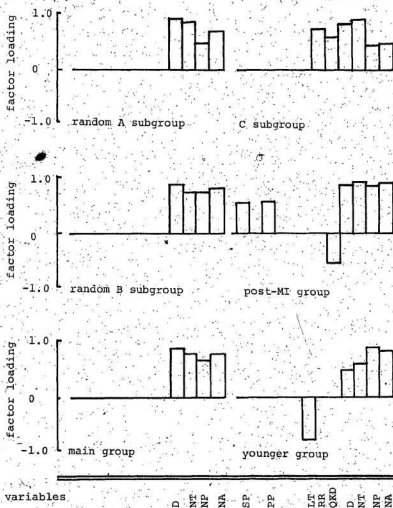 factor loading
0
-1.0
random A subgroup
C subgroup
factor loading
1.0
0
-1.0
random B subgroup
post-MI group
factor loading
1.0
0
-1.0
main group
younger group
variables
D
NT
NP
NA
SP
PP
LT
RR
QKD
D
NT
NP
NA